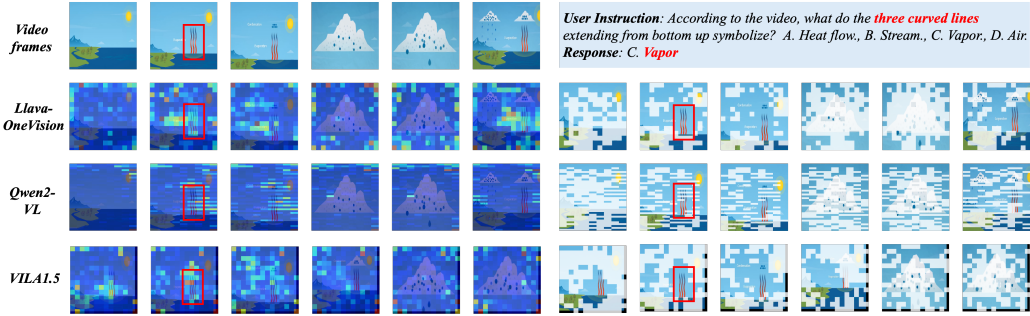 Video
frames
User Instruction: According to the video, what do the three curved lines
extending from bottom up symbolize? A. Heat flow., B. Stream., C. Vapor., D. Air.
Response: C. Vapor
Llava-
OneVision
Qwen2-
VL
VILA1.5